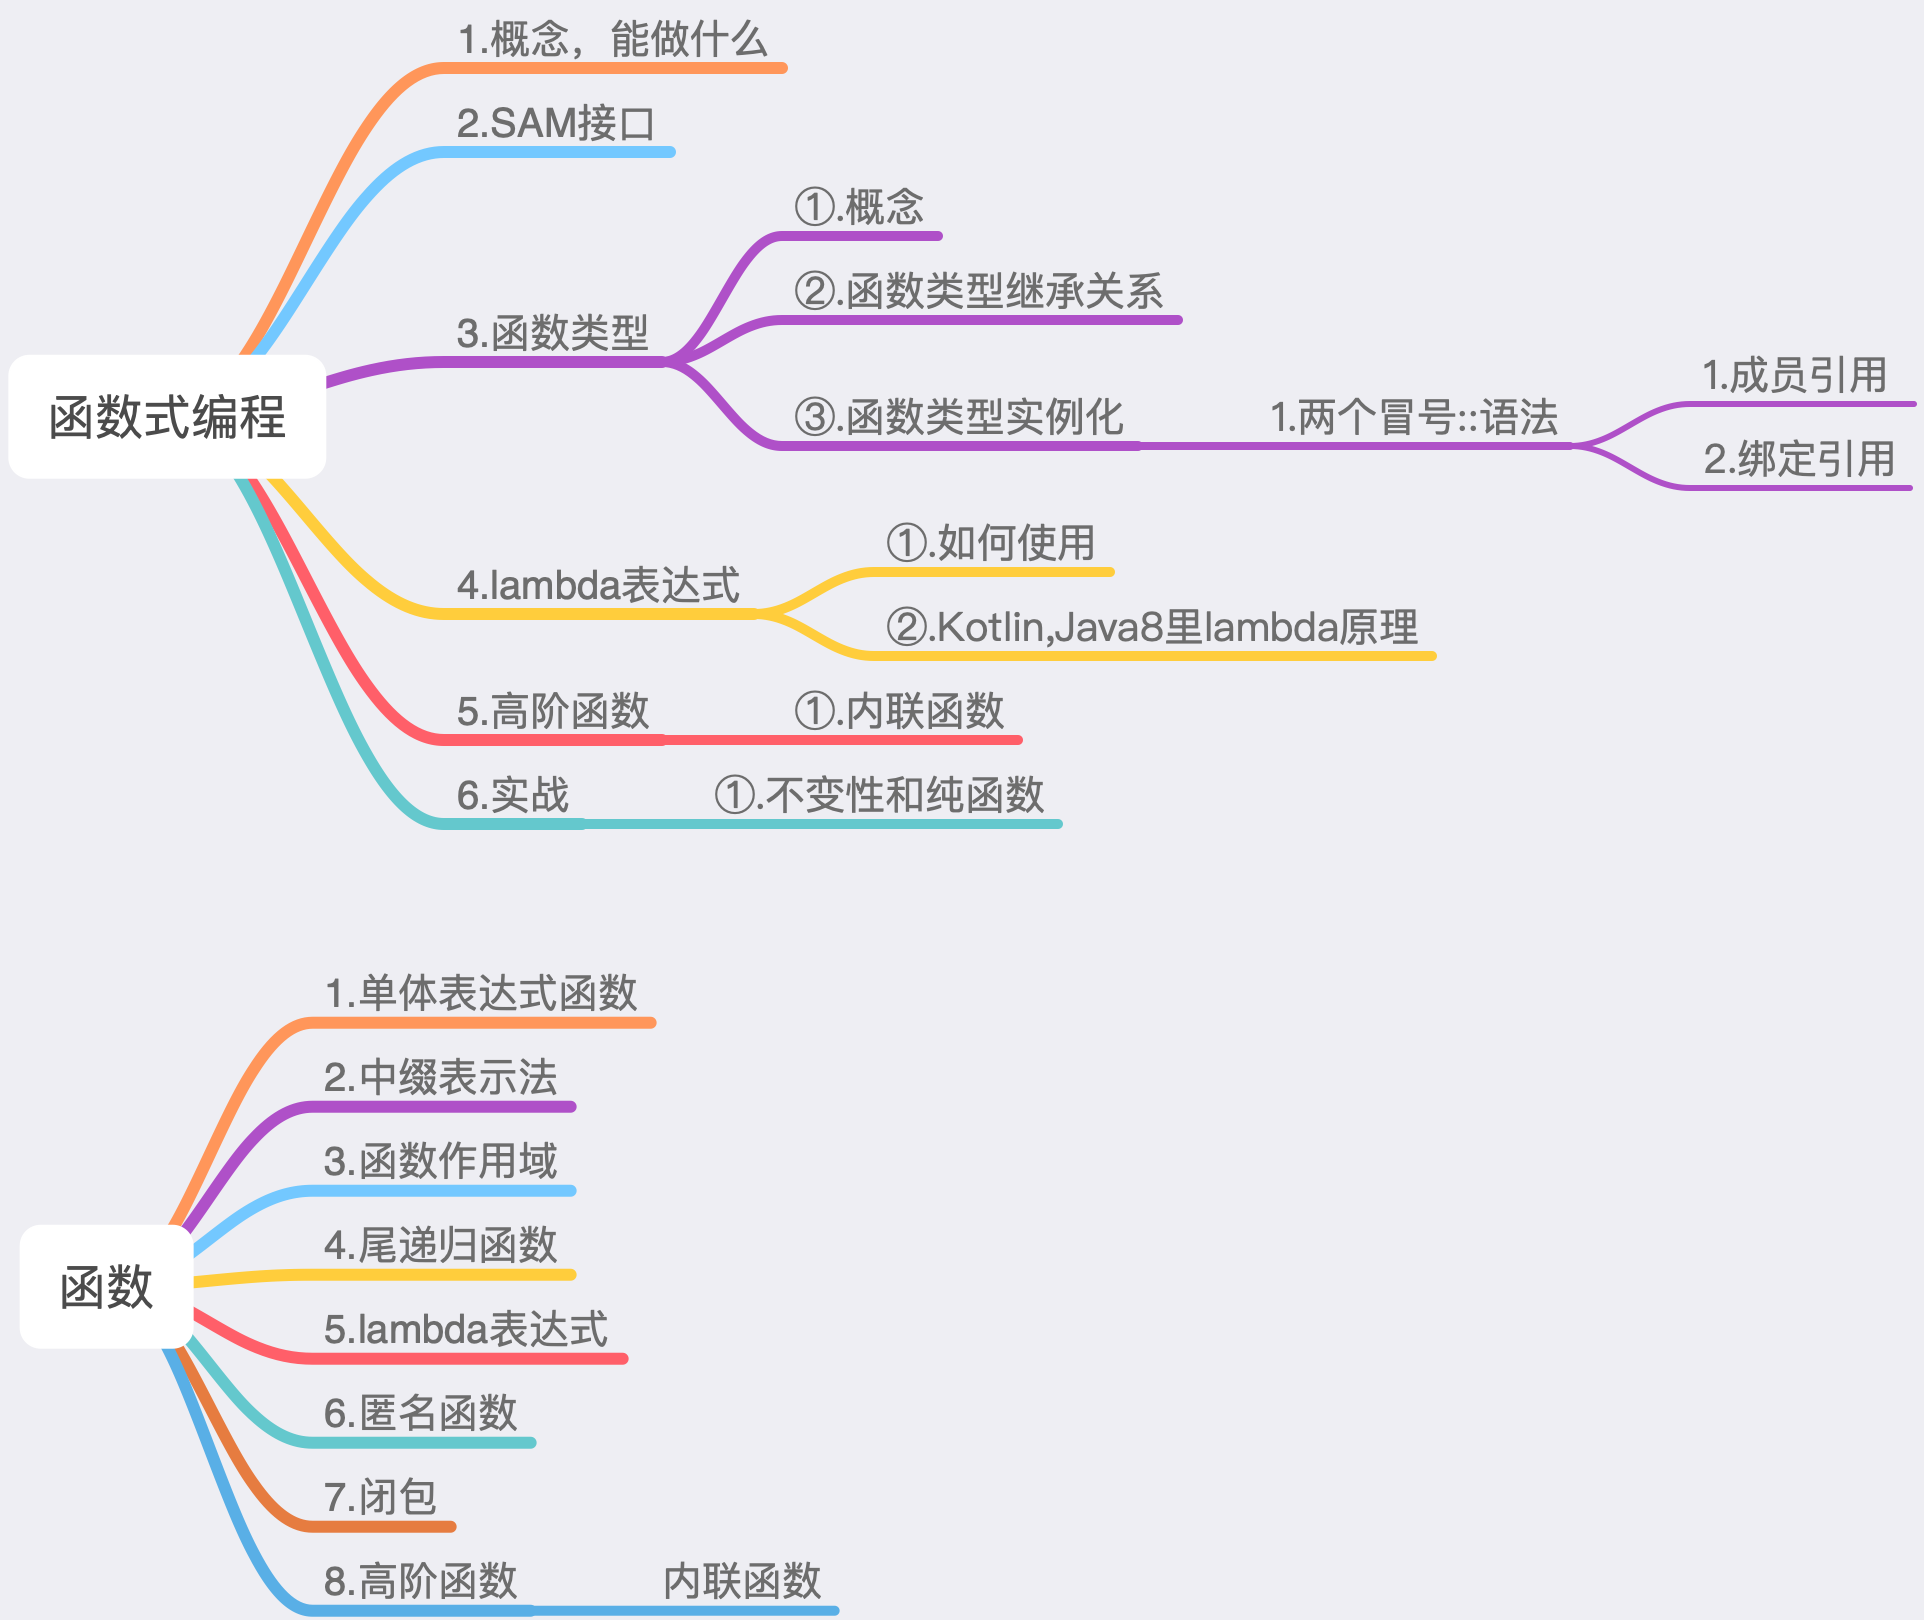 函数式编程
1.概念，能做什么
2.SAM接口
3.函数类型
①.概念
②.函数类型继承关系
③.函数类型实例化
1.两个冒号::语法
1.成员引用
2.绑定引用
4.lambda表达式
①.如何使用
②.Kotlin,Java8里lambda原理
5.高阶函数
①.内联函数
6.实战
①.不变性和纯函数
函数
1.单体表达式函数
2.中缀表示法
3.函数作用域
4.尾递归函数
5.lambda表达式
6.匿名函数
7.闭包
8.高阶函数
内联函数